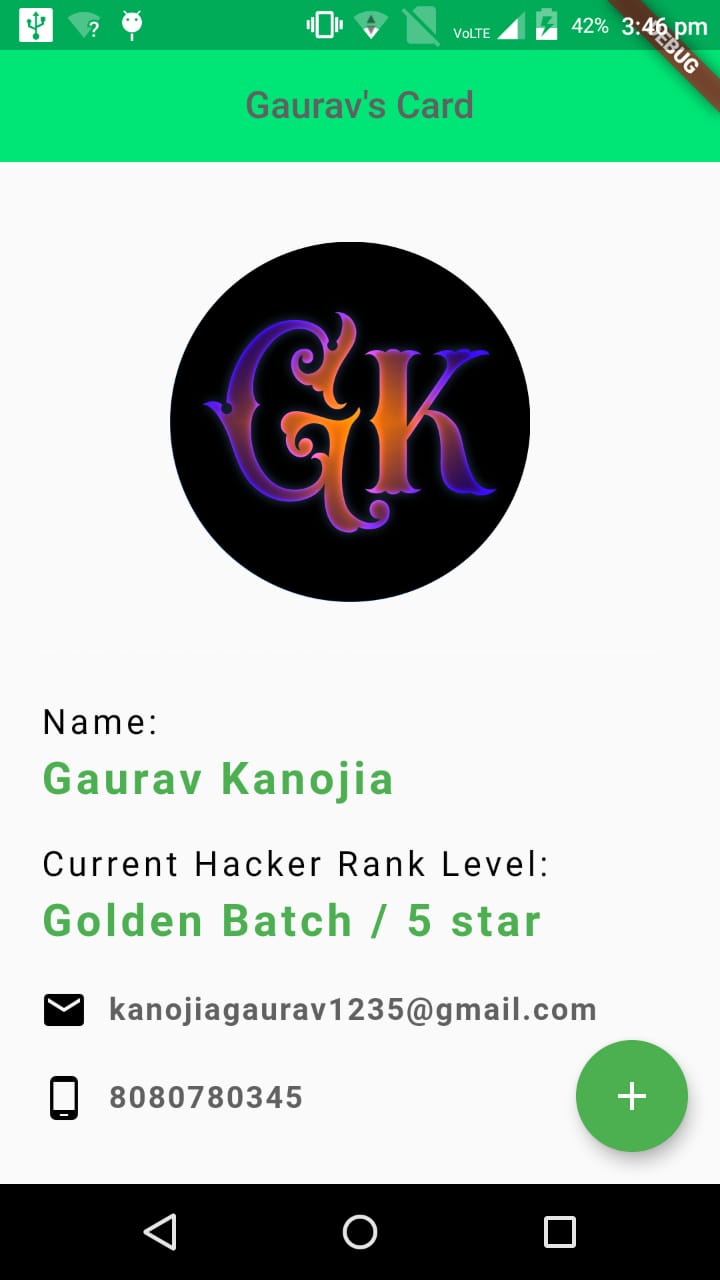 VoLTE 42% 3:46 pm
DEBUG
Gaurav's Card
GK
Name:
Gaurav Kanojia
Current Hacker Rank Level:
Golden Batch / 5 star
kanojiagaurav1235@gmail.com
8080780345